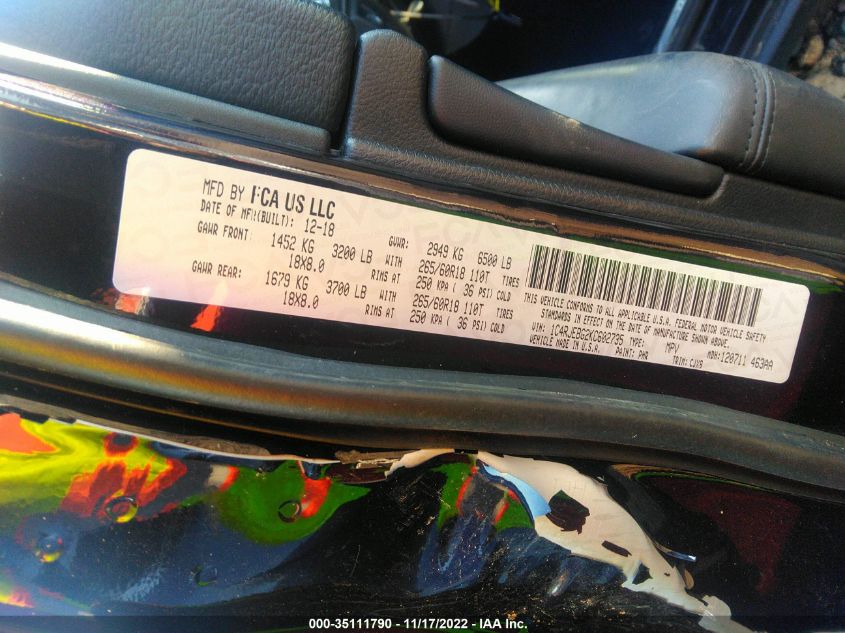 MFD BY FCA US LLC
DATE OF MFR(BUILT): 12-18
GAWR FRONT: 1452 KG 3200 LB WITH
18X8.0 RIMS AT
GAWR REAR: 1679 KG 3700 LB WITH
18X8.0 RIMS AT
GVWR: 2949 KG 6500 LB
265/60R18 110T TIRES
250 KPA ( 36 PSI) COLD
265/60R18 110T TIRES
250 KPA ( 36 PSI) COLD
THIS VEHICLE CONFORMS TO ALL APPLICABLE U.S.A. FEDERAL MOTOR VEHICLE SAFETY
STANDARDS IN EFFECT ON THE DATE OF MANUFACTURE SHOWN ABOVE.
VIN: 1C4RJEBG2KC602735 TYPE: MPV MDH: 120711 463AA
VEHICLE MADE IN U.S.A. PAINT: PHR TRIM: CJX9
000-35111790 - 11/17/2022 - IAA Inc.